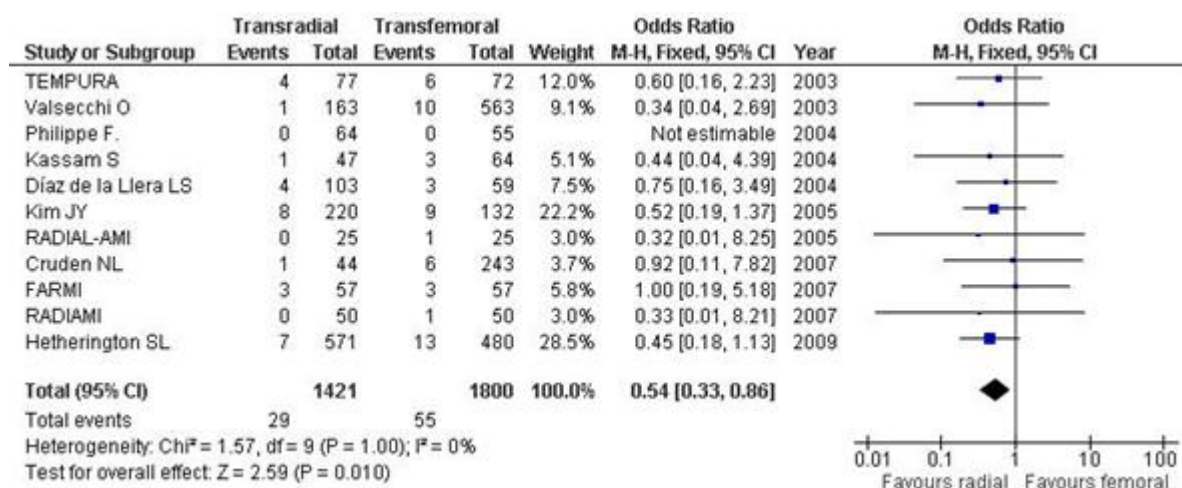 Transradial Transfemoral Odds Ratio Odds Ratio
Study or Subgroup Events Total Events Total Weight M-H, Fixed, 95% CI Year M-H, Fixed, 95% CI
TEMPURA 4 77 6 72 12.0% 0.60 [0.16, 2.23] 2003
Valsecchi O 1 163 10 563 9.1% 0.34 [0.04, 2.69] 2003
Philippe F. 0 64 0 55 Not estimable 2004
Kassam S 1 47 3 64 5.1% 0.44 [0.04, 4.39] 2004
Díaz de la Llera LS 4 103 3 59 7.5% 0.75 [0.16, 3.49] 2004
Kim JY 8 220 9 132 22.2% 0.52 [0.19, 1.37] 2005
RADIAL-AMI 0 25 1 25 3.0% 0.32 [0.01, 8.25] 2005
Cruden NL 1 44 6 243 3.7% 0.92 [0.11, 7.82] 2007
FARMI 3 57 3 57 5.8% 1.00 [0.19, 5.18] 2007
RADIAMI 0 50 1 50 3.0% 0.33 [0.01, 8.21] 2007
Hetherington SL 7 571 13 480 28.5% 0.45 [0.18, 1.13] 2009
Total (95% CI) 1421 1800 100.0% 0.54 [0.33, 0.86]
Total events 29 55
Heterogeneity: Chi² = 1.57, df = 9 (P = 1.00); I² = 0%
Test for overall effect: Z = 2.59 (P = 0.010)
0.01 0.1 1 10 100
Favours radial Favours femoral